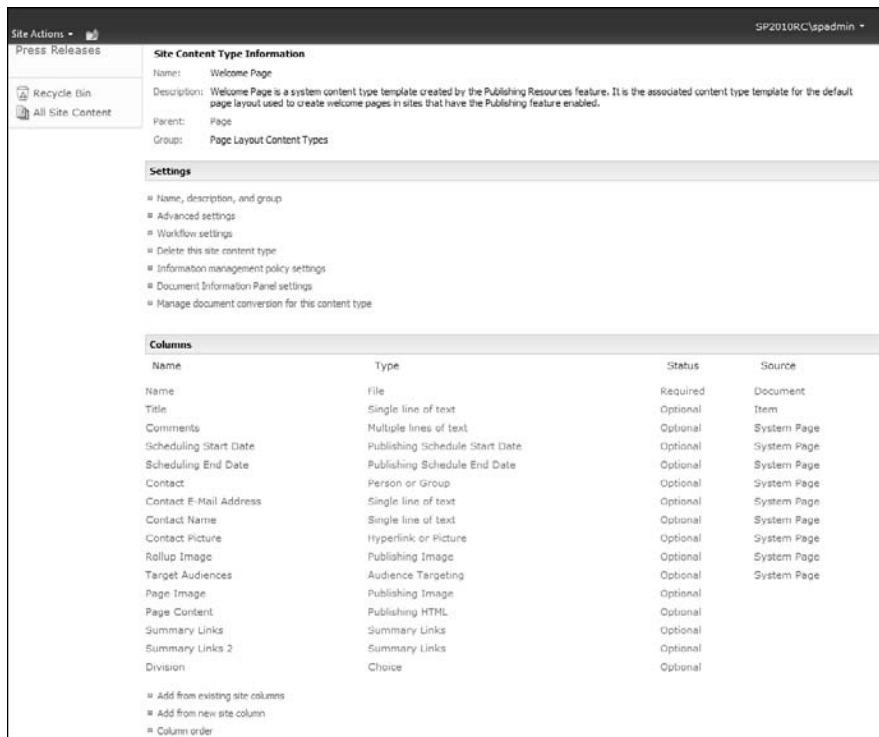 SP2010RC\spadmin
Site Actions
Press Releases
Recycle Bin
All Site Content
Site Content Type Information
Name: Welcome Page
Description: Welcome Page is a system content type template created by the Publishing Resources feature. It is the associated content type template for the default
page layout used to create welcome pages in sites that have the Publishing feature enabled.
Parent: Page
Group: Page Layout Content Types
Settings
Name, description, and group
Advanced settings
Workflow settings
Delete this site content type
Information management policy settings
Document Information Panel settings
Manage document conversion for this content type
Columns
Name Type Status Source
Name File Required Document
Title Single line of text Optional Item
Comments Multiple lines of text Optional System Page
Scheduling Start Date Publishing Schedule Start Date Optional System Page
Scheduling End Date Publishing Schedule End Date Optional System Page
Contact Person or Group Optional System Page
Contact E-Mail Address Single line of text Optional System Page
Contact Name Single line of text Optional System Page
Contact Picture Hyperlink or Picture Optional System Page
Rollup Image Publishing Image Optional System Page
Target Audiences Audience Targeting Optional System Page
Page Image Publishing Image Optional
Page Content Publishing HTML Optional
Summary Links Summary Links Optional
Summary Links 2 Summary Links Optional
Division Choice Optional
Add from existing site columns
Add from new site column
Column order